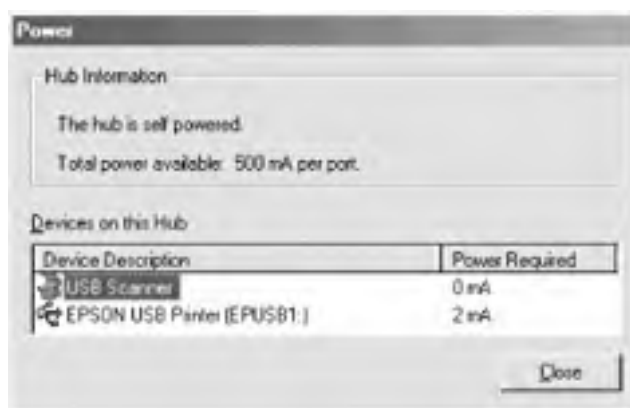 Power
Hub Information
The hub is self powered.
Total power available: 500 mA per port.
Devices on this Hub
Device Description Power Required
USB Scanner 0 mA
EPSON USB Printer (EPUSB1:) 2 mA
Close